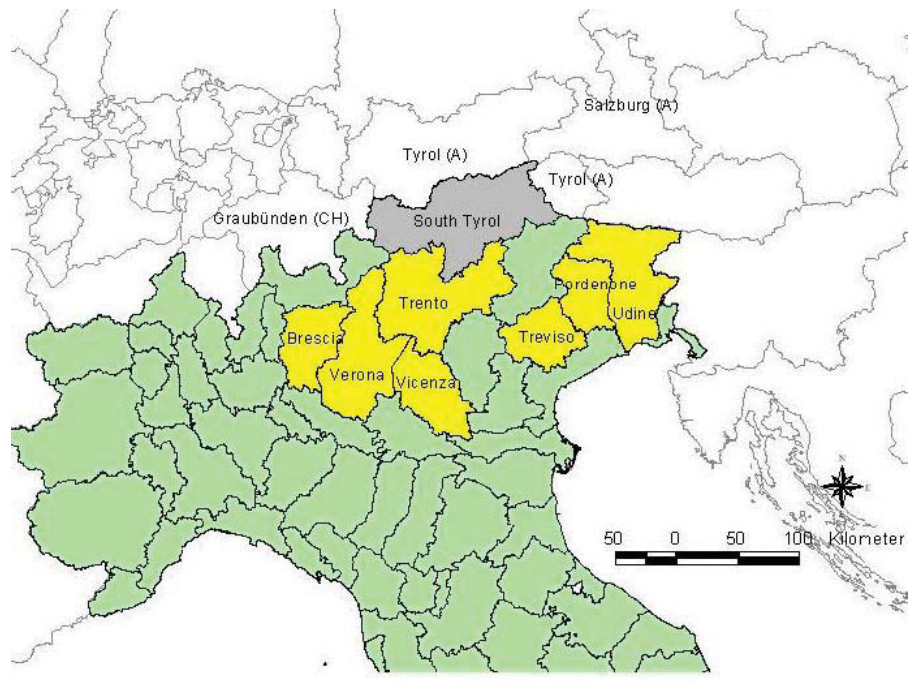 Salzburg (A)
Tyrol (A)
Tyrol (A)
Graubünden (CH)
South Tyrol
Pordenone
Trento
Udine
Brescia
Treviso
Verona
Vicenza
N
E
50 0 50 100 Kilometer